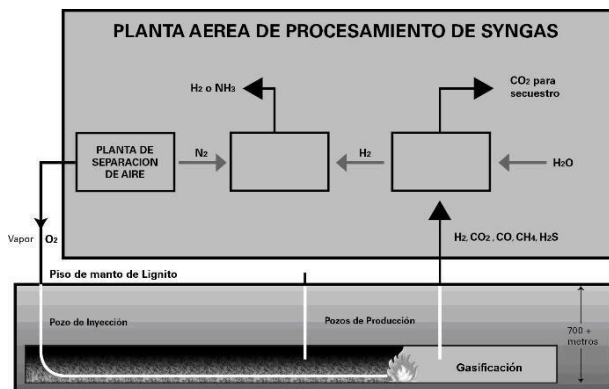 PLANTA AEREA DE PROCESAMIENTO DE SYNGAS
H2 o NH3
CO2 para
secuestro
PLANTA DE
SEPARACION
DE AIRE
N2
H2
H2O
Vapor
O2
H2, CO2 , CO, CH4, H2S
Piso de manto de Lignito
Pozo de Inyección
Pozos de Producción
700 +
metros
Gasificación